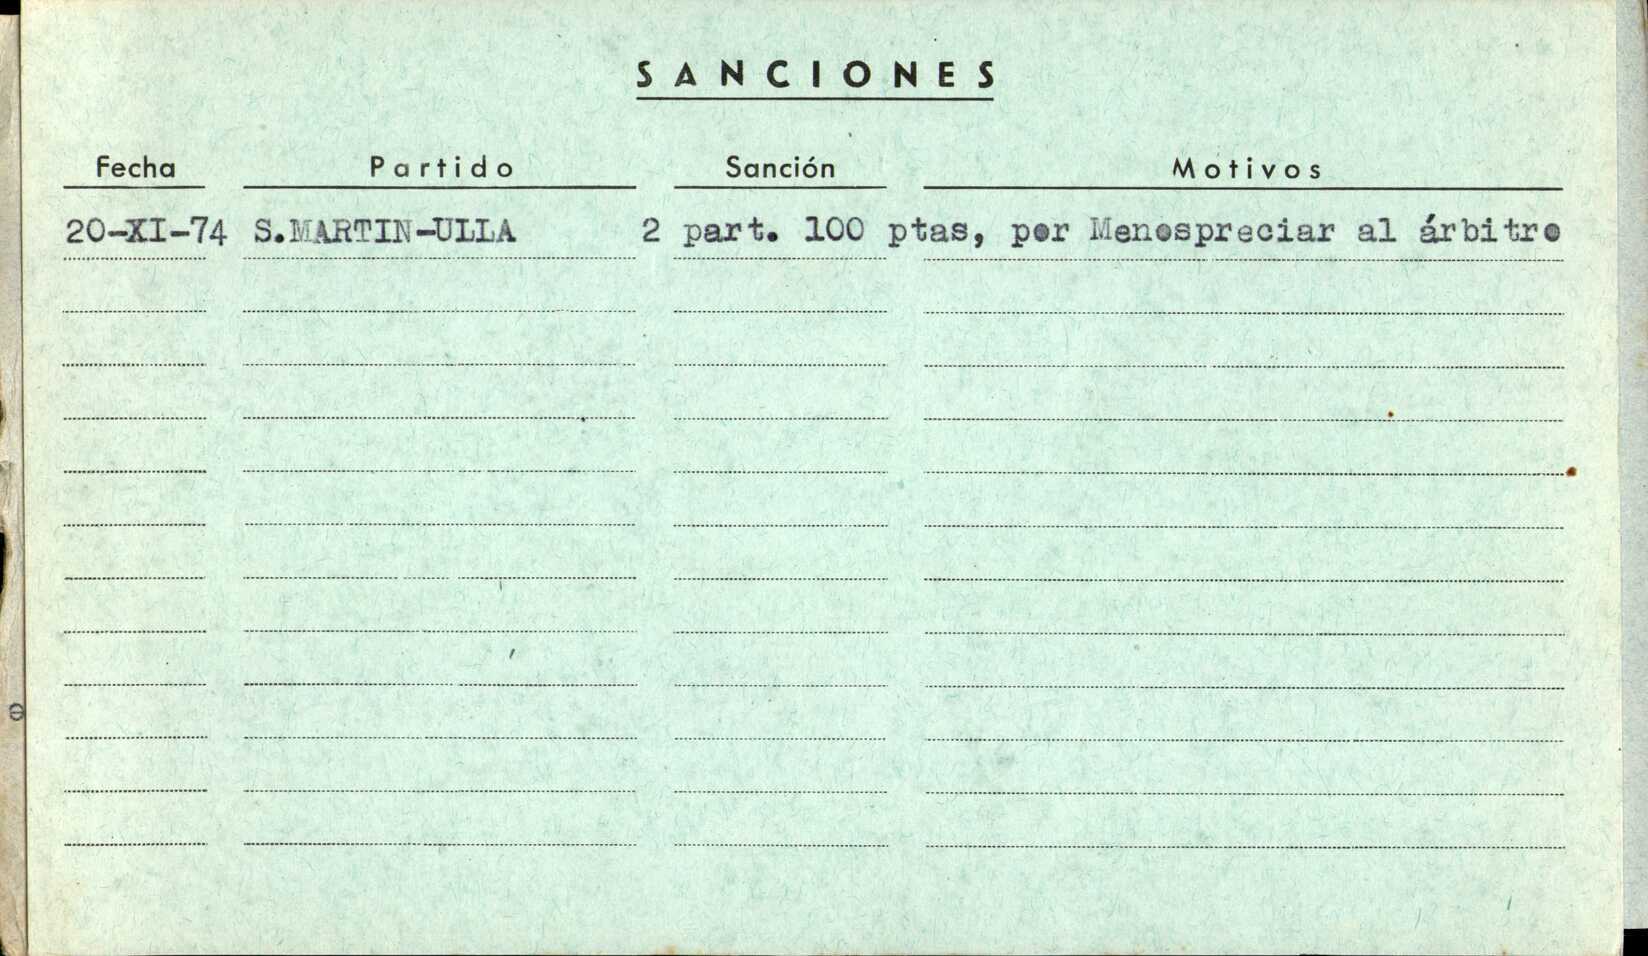 SANCIONES
Fecha Partido Sanción Motivos
20-XI-74 S.MARTIN-ULLA 2 part. 100 ptas, por Menospreciar al árbitro